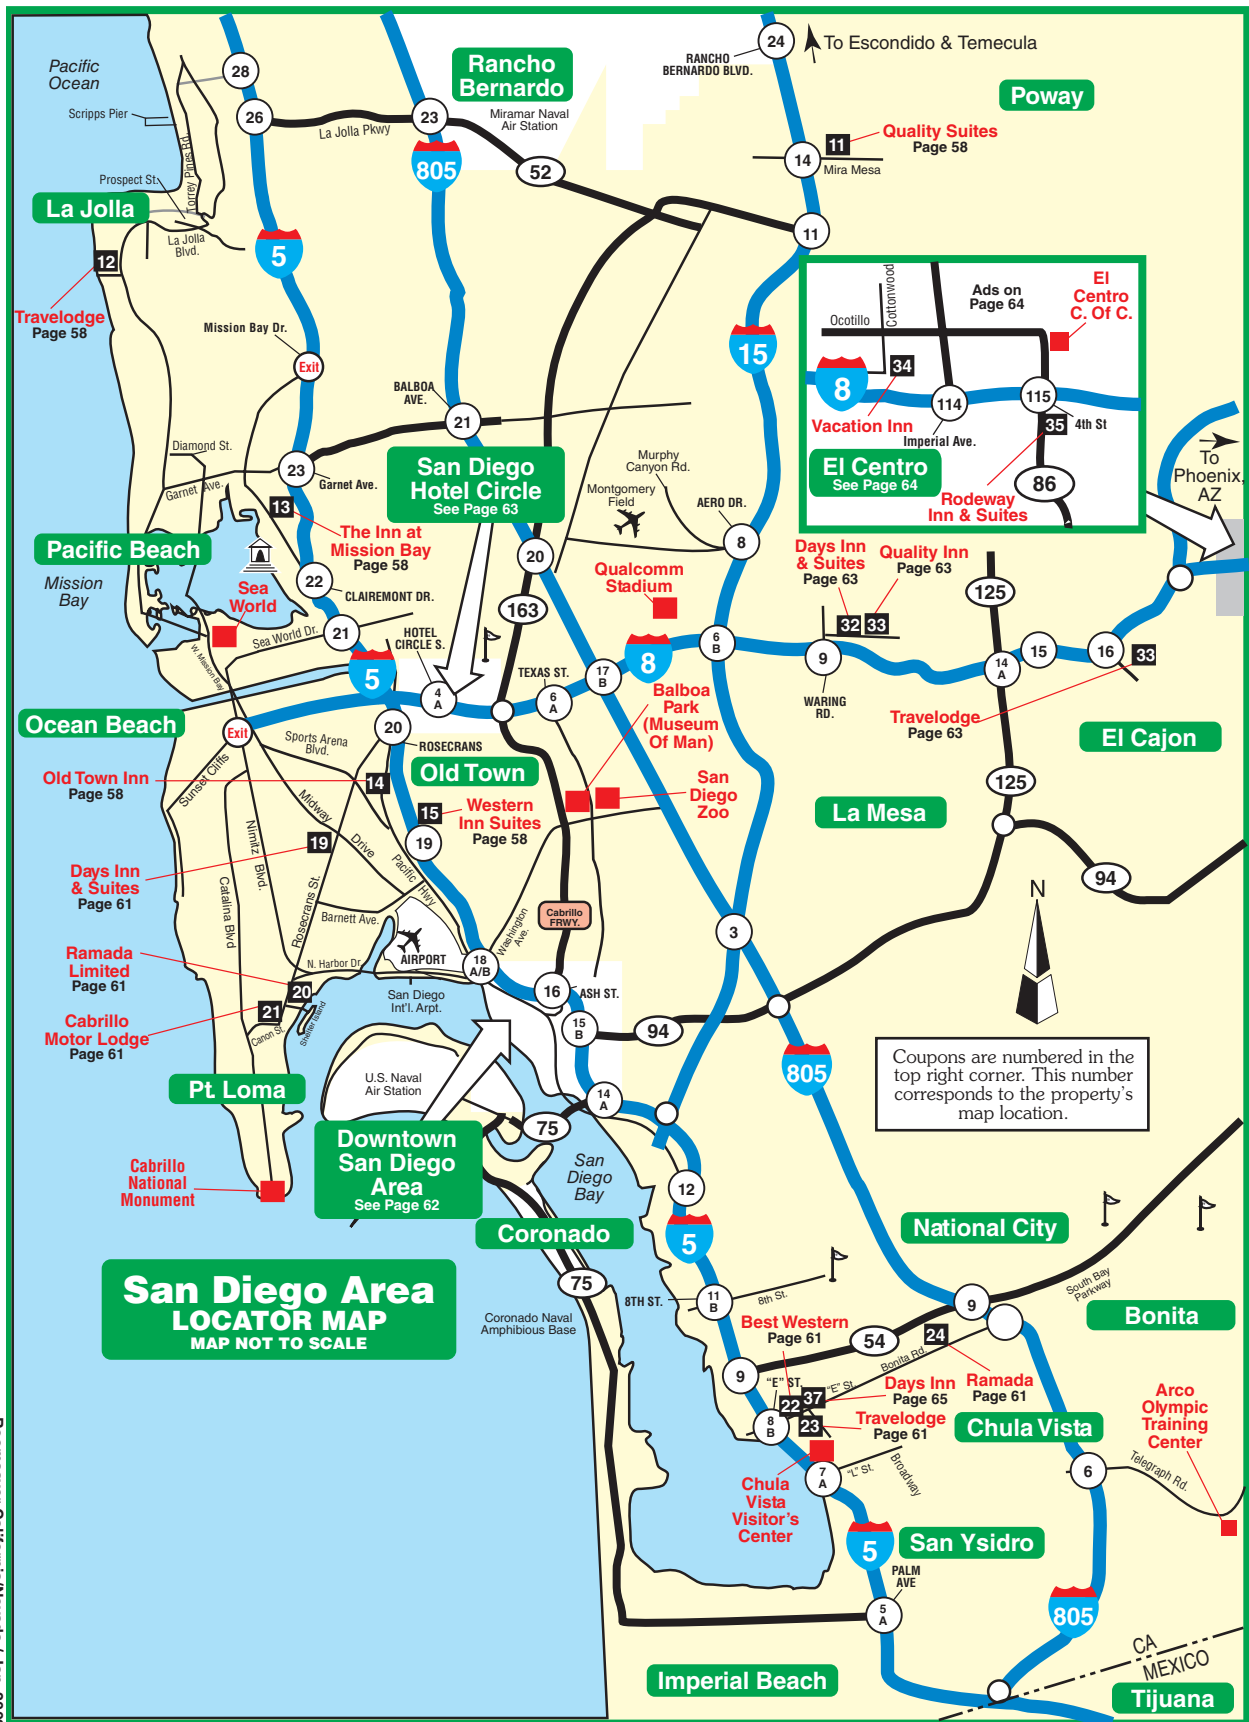 Pacific
Ocean
Scripps Pier
28
26
La Jolla Pkwy
23
Rancho
Bernardo
Miramar Naval
Air Station
24
RANCHO
BERNARDO BLVD.
To Escondido & Temecula
Poway
11
Quality Suites
Page 58
14
Mira Mesa
805
52
Prospect St.
Torrey Pines Rd.
La Jolla
La Jolla
Blvd.
5
11
12
Travelodge
Page 58
Mission Bay Dr.
Exit
15
Ads on
Page 64
El
Centro
C. Of C.
Ocotillo
Cottonwood
34
8
114
115
Vacation Inn
Imperial Ave.
4th St
35
El Centro
See Page 64
86
Rodeway
Inn & Suites
To
Phoenix,
AZ
BALBOA
AVE.
21
Diamond St.
23
Garnet Ave.
Garnet Ave.
San Diego
Hotel Circle
See Page 63
Murphy
Canyon Rd.
Montgomery
Field
AERO DR.
8
13
The Inn at
Mission Bay
Page 58
Pacific Beach
Mission
Bay
20
22
CLAIREMONT DR.
Sea
World
Sea World Dr.
21
W. Mission Bay
163
Qualcomm
Stadium
Days Inn
& Suites
Page 63
Quality Inn
Page 63
32
33
125
HOTEL
CIRCLE S.
5
4
A
TEXAS ST.
6
A
17
B
8
6
B
9
WARING
RD.
14
A
15
16
33
Travelodge
Page 63
El Cajon
Ocean Beach
Exit
20
ROSECRANS
Sports Arena
Blvd.
Old Town
Balboa
Park
(Museum
Of Man)
San
Diego
Zoo
125
La Mesa
94
Old Town Inn
Page 58
Sunset Cliffs
14
15
Western
Inn Suites
Page 58
19
Midway
Drive
Pacific
Hwy
Nimitz Blvd.
19
Days Inn
& Suites
Page 61
Catalina Blvd
Rosecrans St.
Barnett Ave.
Washington
Ave.
Cabrillo
FRWY.
3
N
Ramada
Limited
Page 61
N. Harbor Dr.
AIRPORT
18
A/B
20
21
San Diego
Int'l. Arpt.
16
ASH ST.
15
B
94
Cabrillo
Motor Lodge
Page 61
Canon St.
Shelter Island
Pt. Loma
U.S. Naval
Air Station
14
A
75
805
Coupons are numbered in the
top right corner. This number
corresponds to the property's
map location.
Downtown
San Diego
Area
See Page 62
San
Diego
Bay
Cabrillo
National
Monument
12
Coronado
5
National City
75
San Diego Area
LOCATOR MAP
MAP NOT TO SCALE
Coronado Naval
Amphibious Base
8TH ST.
11
B
8th St.
9
South Bay
Parkway
Bonita
Best Western
Page 61
54
24
Bonita Rd.
9
"E" ST.
"E" St.
22
37
Days Inn
Page 65
Ramada
Page 61
8
B
23
Travelodge
Page 61
Chula Vista
Arco
Olympic
Training
Center
7
A
"L" St.
Broadway
6
Telegraph Rd.
Chula
Vista
Visitor's
Center
5
San Ysidro
PALM
AVE
5
A
805
CA
MEXICO
Imperial Beach
Tijuana